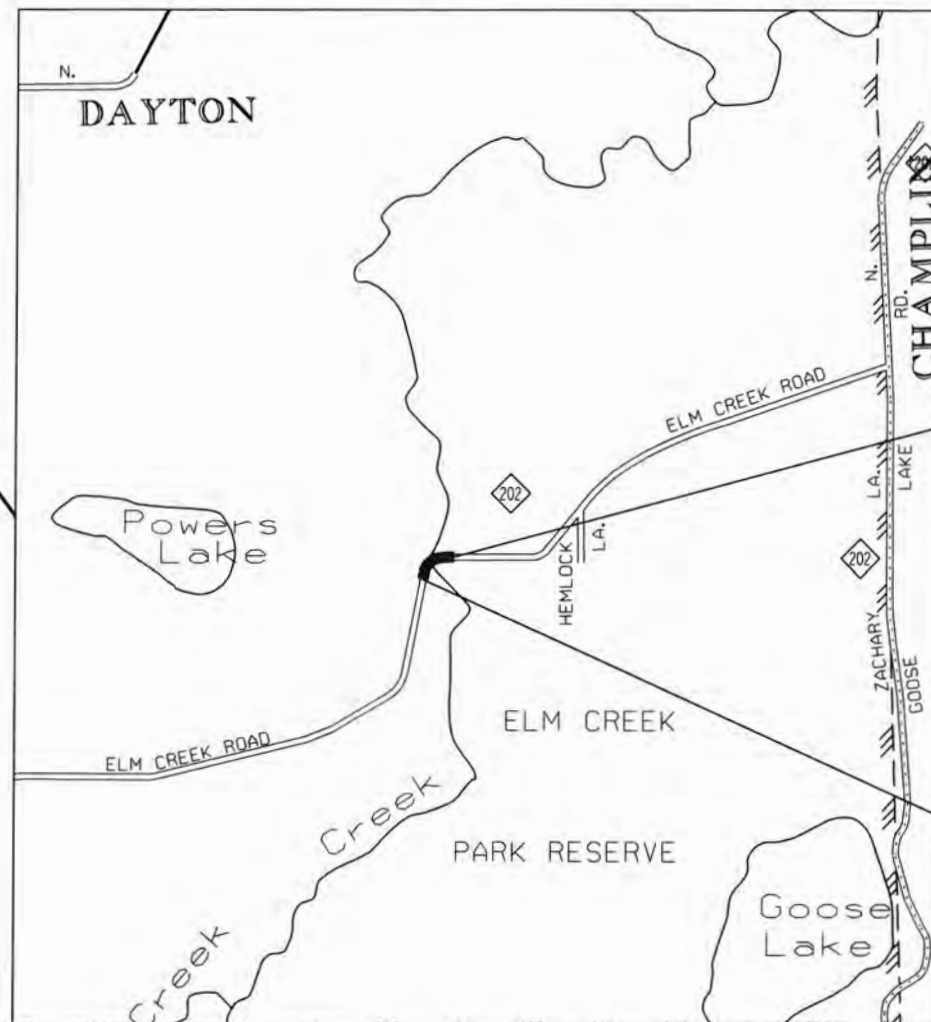 N.
DAYTON
N.
RD.
ELM CREEK ROAD
202
Powers
Lake
HEMLOCK
LA.
LA.
LAKE
202
ZACHARY
GOOSE
ELM CREEK
ELM CREEK ROAD
Creek
PARK RESERVE
Goose
Lake
Creek